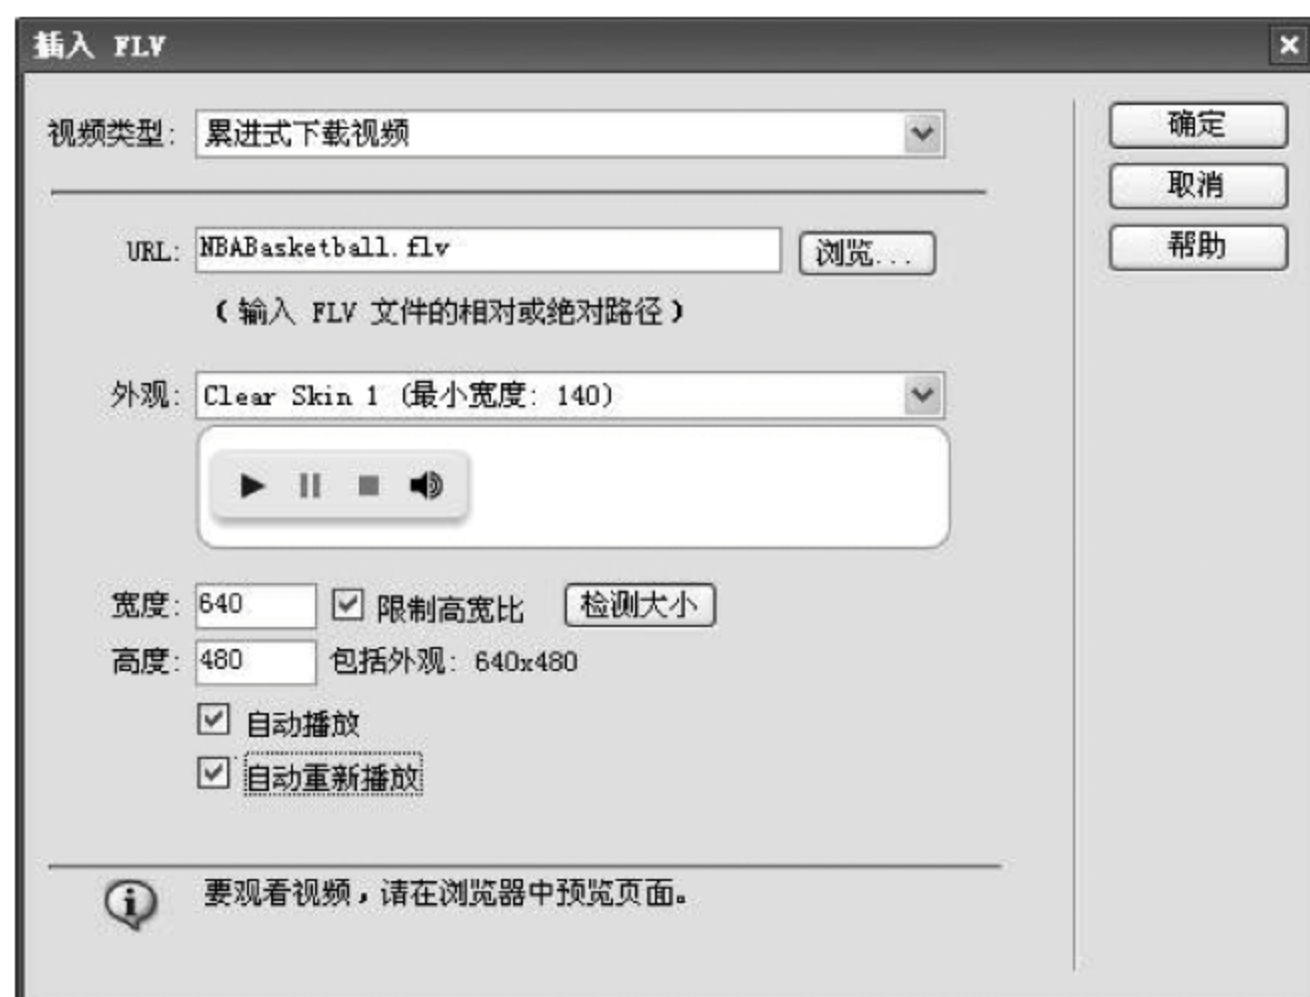 插入 FLV
视频类型: 累进式下载视频
确定
取消
URL: NBABasketball.flv 浏览...
帮助
(输入 FLV 文件的相对或绝对路径)
外观: Clear Skin 1 (最小宽度: 140)
宽度: 640 限制高宽比 检测大小
高度: 480 包括外观: 640x480
自动播放
自动重新播放
要观看视频,请在浏览器中预览页面。